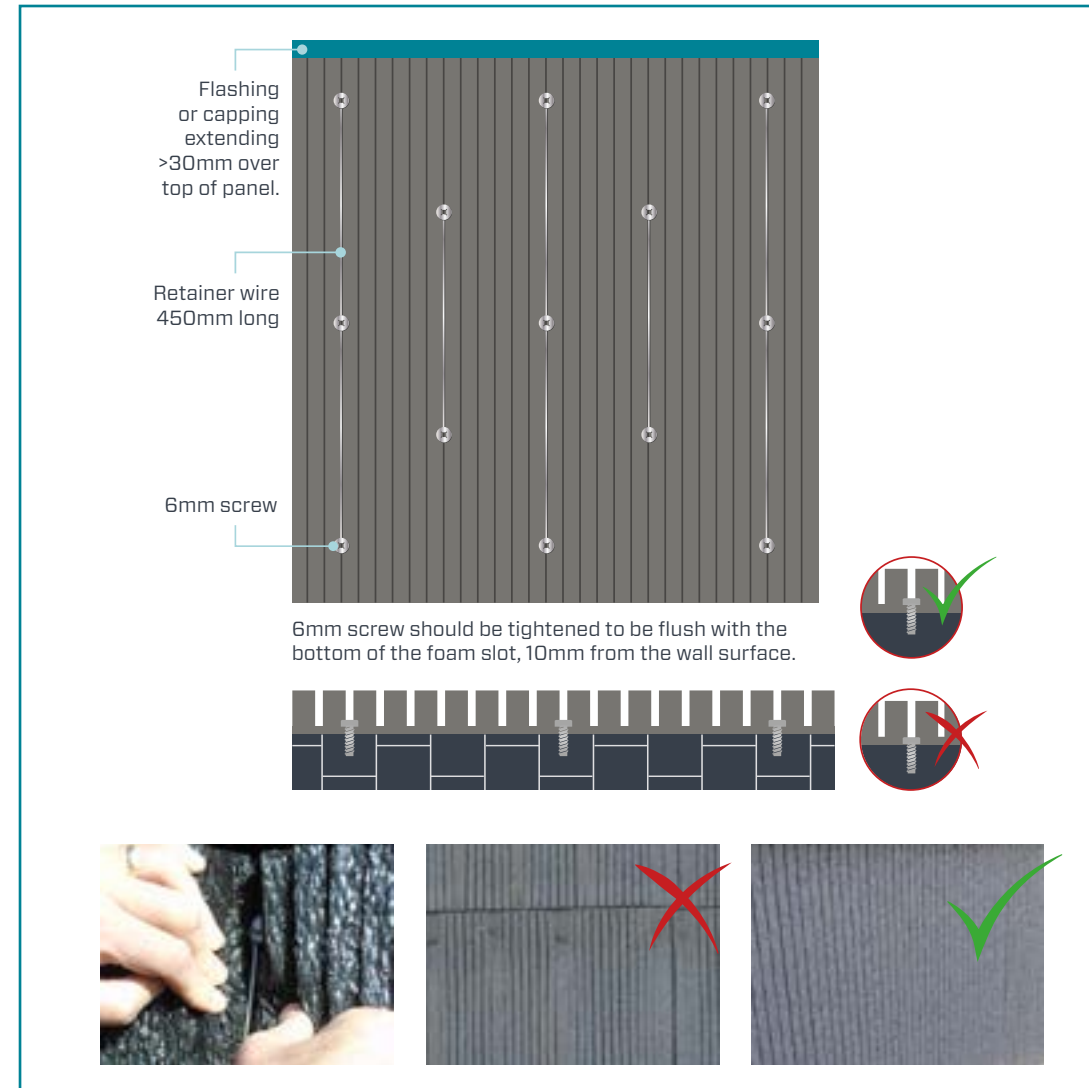 Flashing
or capping
extending
>30mm over
top of panel.
Retainer wire
450mm long
6mm screw
6mm screw should be tightened to be flush with the
bottom of the foam slot, 10mm from the wall surface.